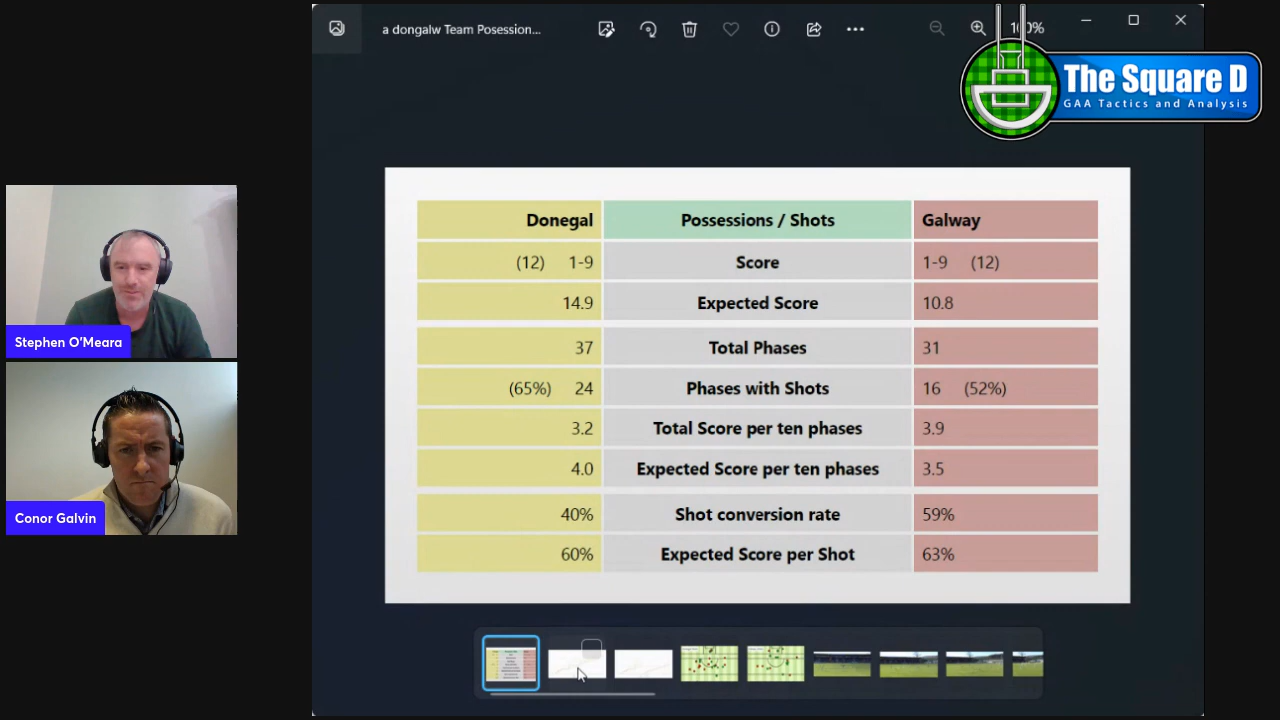 a dongalw Team Posession...
The Square D
GAA Tactics and Analysis
Donegal Possessions / Shots Galway
(12) 1-9 Score 1-9 (12)
14.9 Expected Score 10.8
37 Total Phases 31
(65%) 24 Phases with Shots 16 (52%)
3.2 Total Score per ten phases 3.9
4.0 Expected Score per ten phases 3.5
40% Shot conversion rate 59%
60% Expected Score per Shot 63%
Stephen O'Meara
Conor Galvin